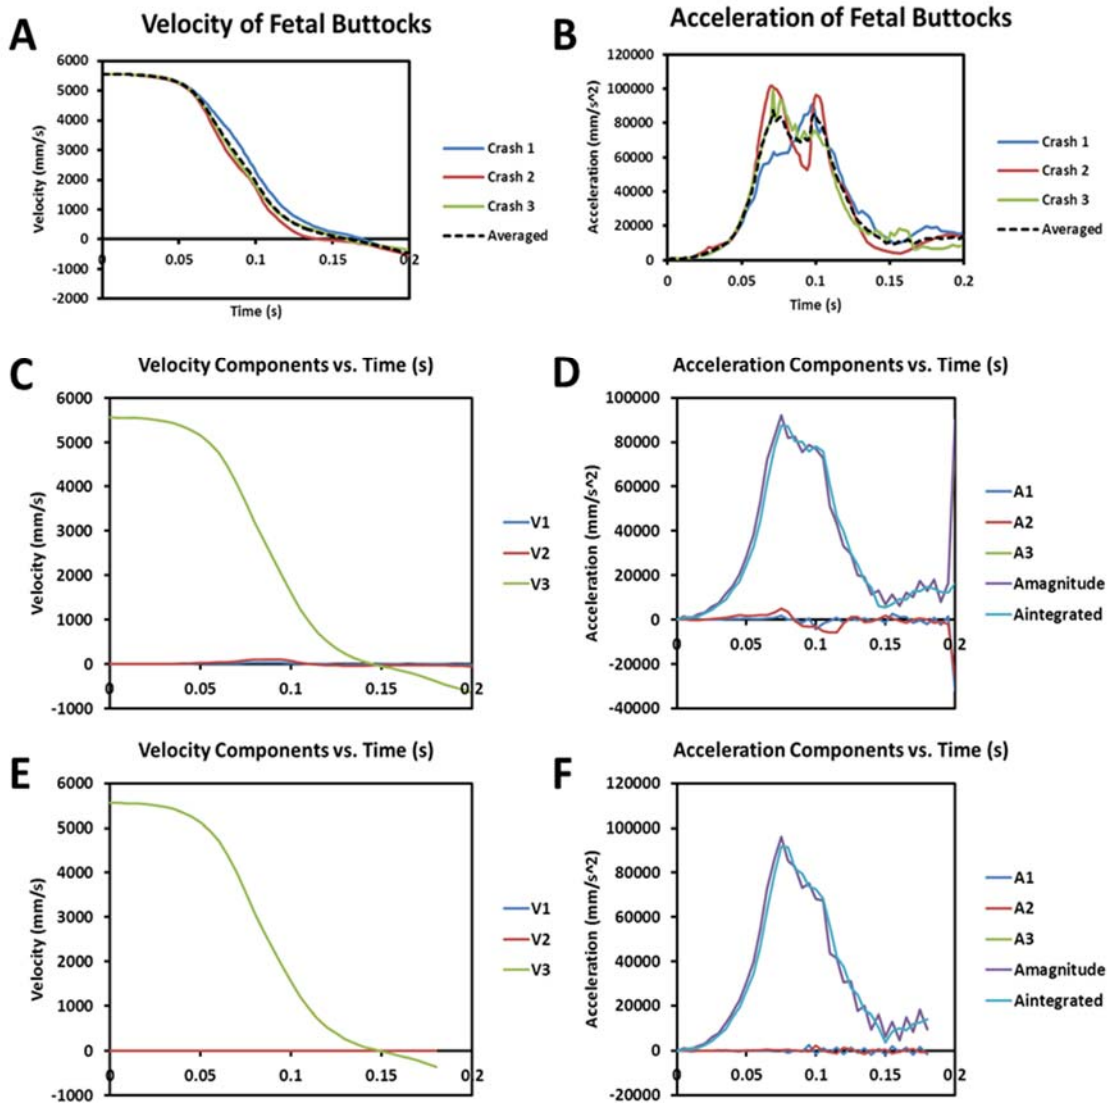 A
Velocity of Fetal Buttocks
6000
5000
4000
3000
2000
1000
0
-1000
-2000
Velocity (mm/s)
0.05
0.1
0.15
0.2
Time (s)
Crash 1
Crash 2
Crash 3
Averaged
B
Acceleration of Fetal Buttocks
120000
100000
80000
60000
40000
20000
0
Acceleration (mm/s^2)
0
0.05
0.1
0.15
0.2
Time (s)
Crash 1
Crash 2
Crash 3
Averaged
C
Velocity Components vs. Time (s)
6000
5000
4000
3000
2000
1000
0
-1000
Velocity (mm/s)
0
0.05
0.1
0.15
0.2
V1
V2
V3
D
Acceleration Components vs. Time (s)
100000
80000
60000
40000
20000
0
-20000
-40000
Acceleration (mm/s^2)
0
0.05
0.1
0.15
0.2
A1
A2
A3
Amagnitude
Aintegrated
E
Velocity Components vs. Time (s)
6000
5000
4000
3000
2000
1000
0
-1000
Velocity (mm/s)
0
0.05
0.1
0.15
0.2
V1
V2
V3
F
Acceleration Components vs. Time (s)
120000
100000
80000
60000
40000
20000
0
-20000
Acceleration (mm/s^2)
0
0.05
0.1
0.15
0.2
A1
A2
A3
Amagnitude
Aintegrated